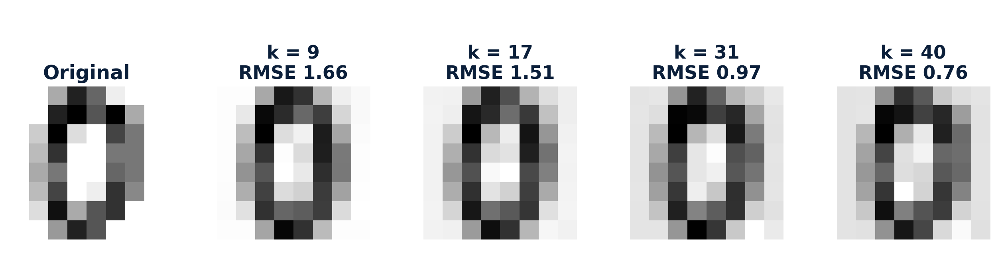 Original
k = 9
RMSE 1.66
k = 17
RMSE 1.51
k = 31
RMSE 0.97
k = 40
RMSE 0.76